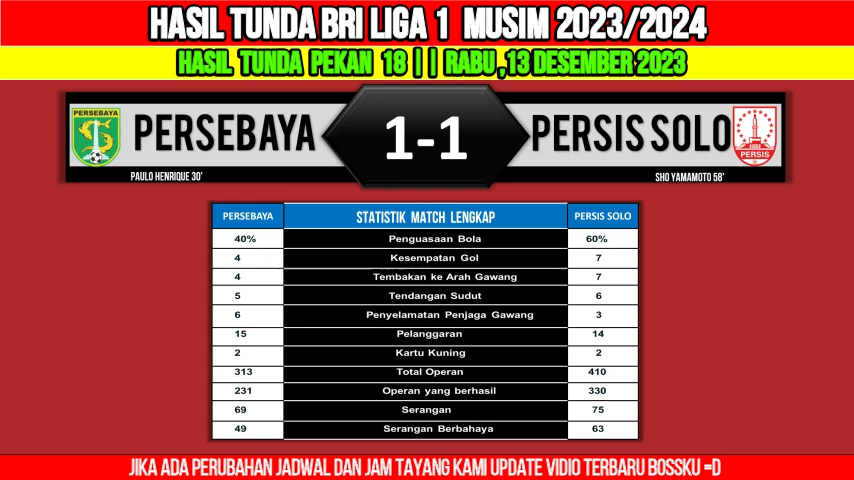 HASIL TUNDA BRI LIGA 1 MUSIM 2023/2024
HASIL TUNDA PEKAN 18 || RABU ,13 DESEMBER 2023
PERSEBAYA
PERSEBAYA 1-1 PERSIS SOLO
PERSIS
PAULO HENRIQUE 30' SHO YAMAMOTO 58'
PERSEBAYA STATISTIK MATCH LENGKAP PERSIS SOLO
40% Penguasaan Bola 60%
4 Kesempatan Gol 7
4 Tembakan ke Arah Gawang 7
5 Tendangan Sudut 6
6 Penyelamatan Penjaga Gawang 3
15 Pelanggaran 14
2 Kartu Kuning 2
313 Total Operan 410
231 Operan yang berhasil 330
69 Serangan 75
49 Serangan Berbahaya 63
JIKA ADA PERUBAHAN JADWAL DAN JAM TAYANG KAMI UPDATE VIDIO TERBARU BOSSKU =D